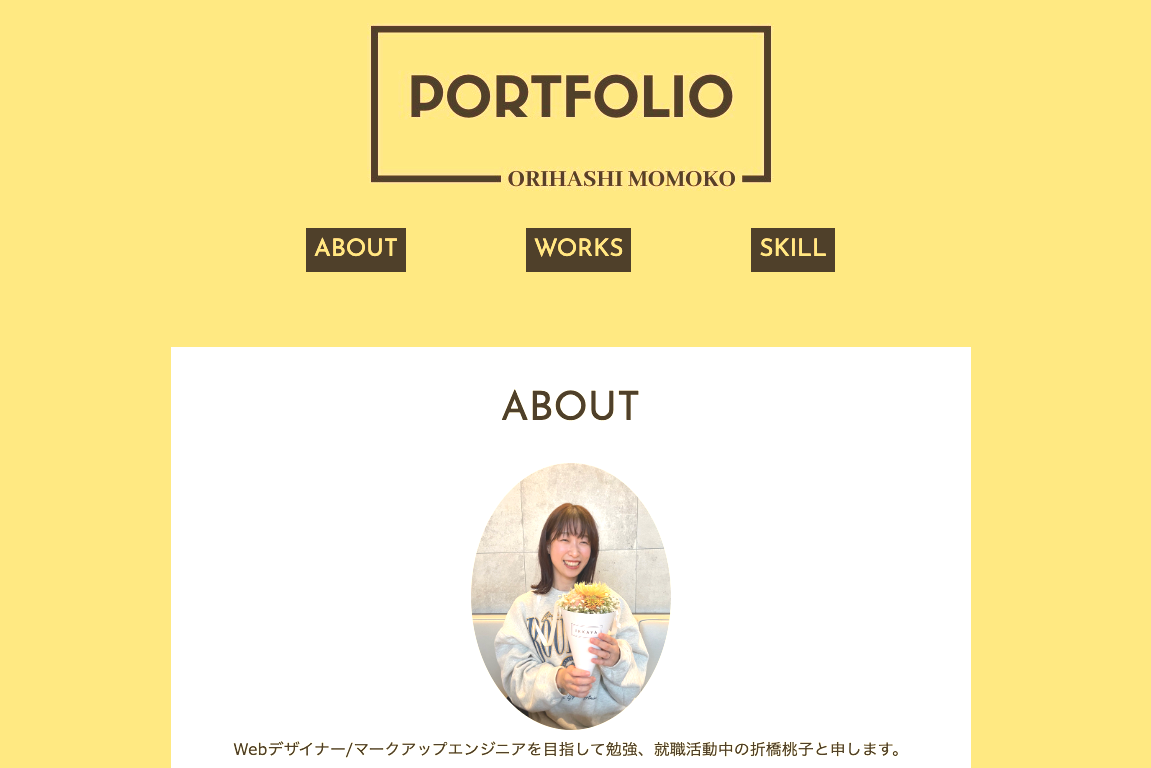 PORTFOLIO
ORIHASHI MOMOKO
ABOUT
WORKS
SKILL
ABOUT
Webデザイナー/マークアップエンジニアを目指して勉強、就職活動中の折橋桃子と申します。